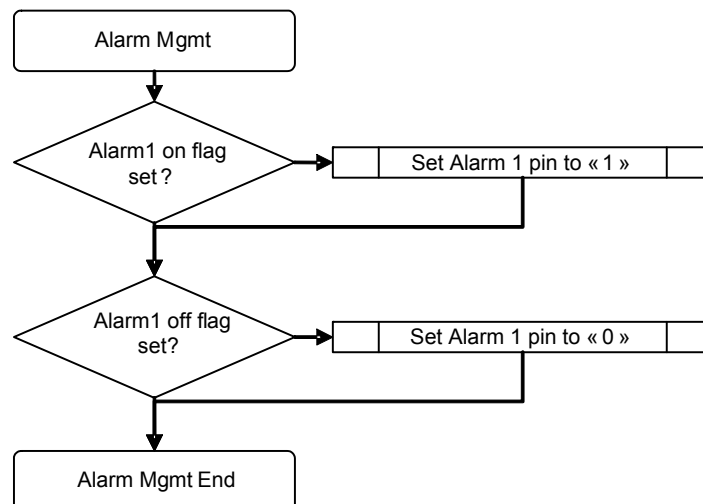 Alarm Mgmt
Alarm1 on flag
set?
Set Alarm 1 pin to « 1 »
Alarm1 off flag
set?
Set Alarm 1 pin to « 0 »
Alarm Mgmt End